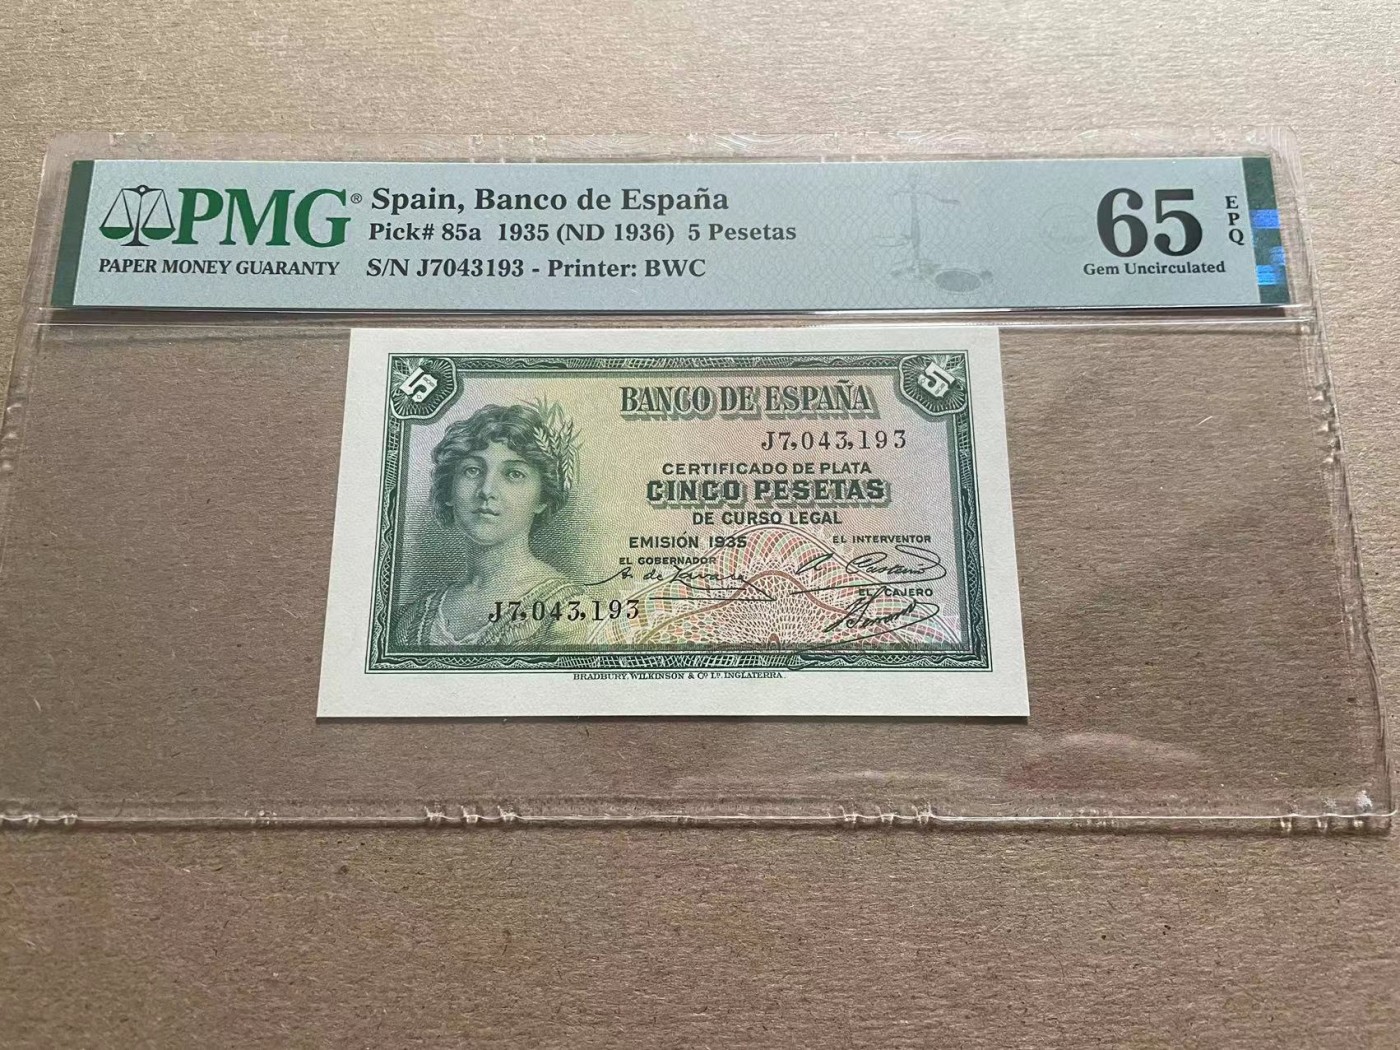 PMG®
PAPER MONEY GUARANTY
Spain, Banco de España
Pick# 85a 1935 (ND 1936) 5 Pesetas
S/N J7043193 - Printer: BWC
65
EPQ
Gem Uncirculated
5
5
BANCO DE ESPAÑA
J7,043,193
CERTIFICADO DE PLATA
CINCO PESETAS
DE CURSO LEGAL
EMISIÓN 1935
EL INTERVENTOR
EL GOBERNADOR
EL CAJERO
J7,043,193
BRADBURY, WILKINSON & Cº Lᴰ. INGLATERRA.